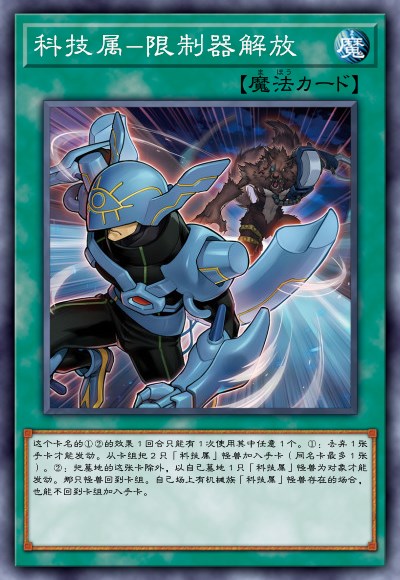 科技属-限制器解放
魔
【魔法カード】
ま ほう
这个卡名的①②的效果1回合只能有1次使用其中任意1个。①：丢弃1张
手卡才能发动。从卡组把2只「科技属」怪兽加入手卡（同名卡最多1张
）。②：把墓地的这张卡除外，以自己墓地1只「科技属」怪兽为对象才能
发动。那只怪兽回到卡组。自己场上有机械族「科技属」怪兽存在的场合，
也能不回到卡组加入手卡。